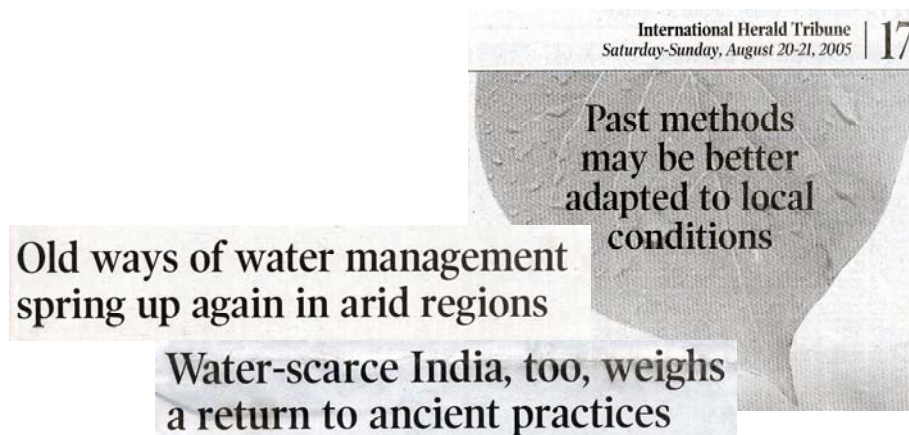 International Herald Tribune
Saturday-Sunday, August 20-21, 2005
17
Past methods
may be better
adapted to local
conditions
Old ways of water management
spring up again in arid regions
Water-scarce India, too, weighs
a return to ancient practices